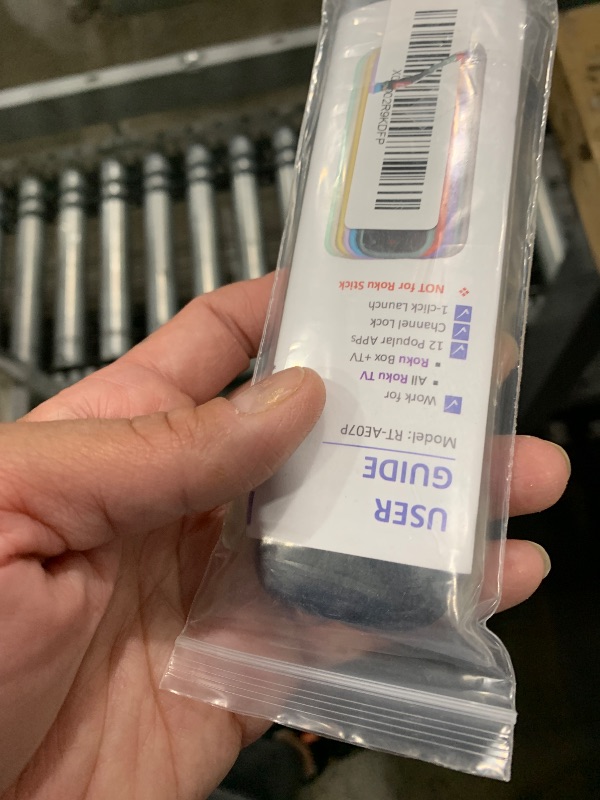 USER
GUIDE
Model: RT-AE07P
Work for
• All Roku TV
• Roku Box +TV
12 Popular APPs
Channel Lock
1-click Launch
NOT for Roku Stick